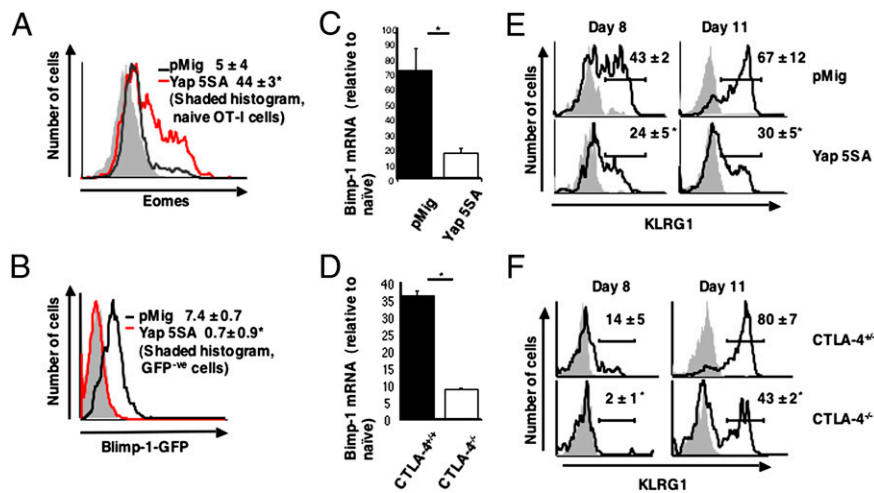 A
Number of cells
pMig 5 ± 4
Yap 5SA 44 ±3*
(Shaded histogram,
naive OT-I cells)
Eomes
B
Number of cells
pMig 7.4 ±0.7
Yap 5SA 0.7±0.9*
(Shaded histogram,
GFP-ve cells)
Blimp-1-GFP
C
Bimp-1 mRNA (relative to
naïve)
100
90
80
70
60
50
40
30
20
10
0
*
pMig
Yap 5SA
D
Bimp-1 mRNA (relative to
naïve)
40
35
30
25
20
15
10
5
0
*
CTLA-4+/+
CTLA-4-/-
E
Day 8
Day 11
Number of cells
43 ±2
67 ±12
pMig
24 ±5*
30 ±5*
Yap 5SA
KLRG1
F
Day 8
Day 11
Number of cells
14 ±5
80 ±7
CTLA-4+/-
2 ± 1*
43 ±2*
CTLA-4-/-
KLRG1